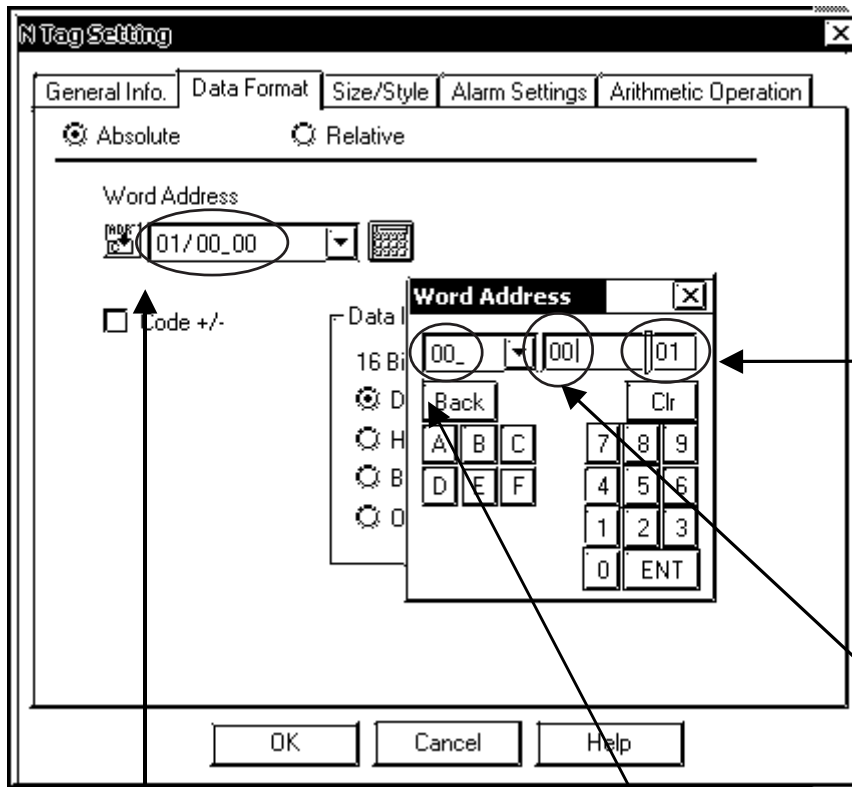 N Tag Setting
General Info. Data Format Size/Style Alarm Settings Arithmetic Operation
Absolute Relative
Word Address
01/00_00
Code +/-
Data
16 Bi
D
H
B
O
Word Address
00_ 00 01
Back Clr
A B C 7 8 9
D E F 4 5 6
1 2 3
0 ENT
OK Cancel Help